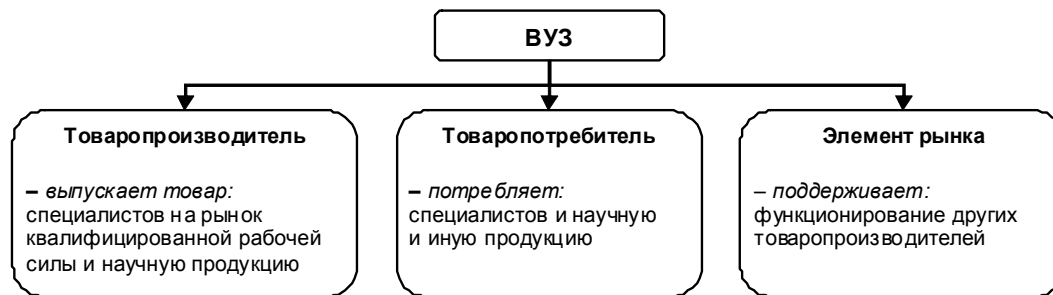 ВУЗ
Товаропроизводитель
– выпускает товар:
специалистов на рынок
квалифицированной рабочей
силы и научную продукцию
Товаропотребитель
– потребляет:
специалистов и научную
и иную продукцию
Элемент рынка
– поддерживает:
функционирование других
товаропроизводителей